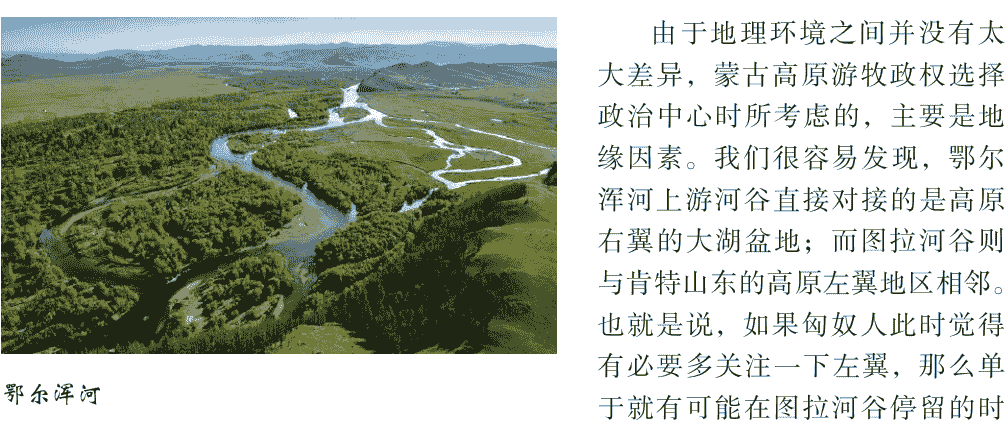 由于地理环境之间并没有太
大差异，蒙古高原游牧政权选择
政治中心时所考虑的，主要是地
缘因素。我们很容易发现，鄂尔
浑河上游河谷直接对接的是高原
右翼的大湖盆地；而图拉河谷则
与肯特山东的高原左翼地区相邻。
也就是说，如果匈奴人此时觉得
有必要多关注一下左翼，那么单
于就有可能在图拉河谷停留的时
鄂尔浑河